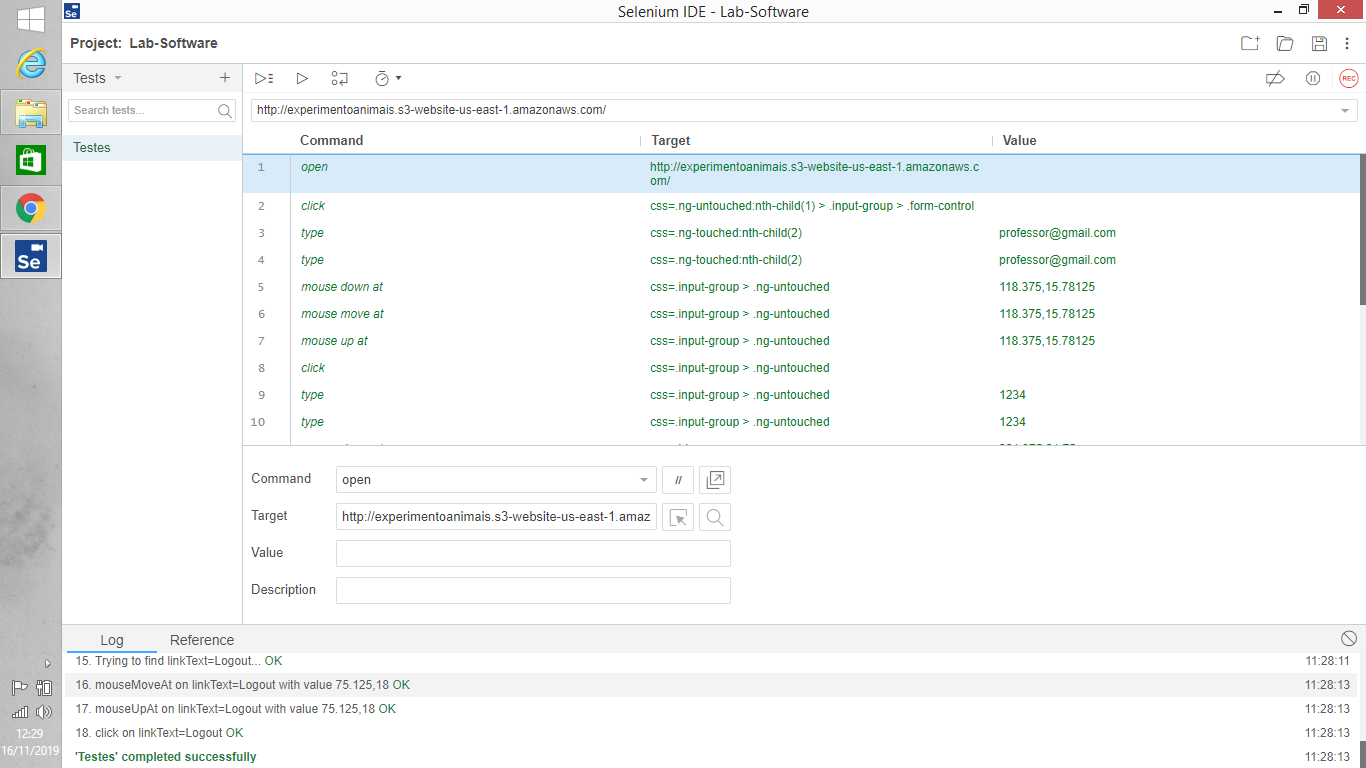 Se
Selenium IDE - Lab-Software
Project: Lab-Software
Tests
+
REC
Search tests...
http://experimentoanimais.s3-website-us-east-1.amazonaws.com/
Testes
Command Target Value
1 open http://experimentoanimais.s3-website-us-east-1.amazonaws.c
om/
2 click css=.ng-untouched:nth-child(1) > .input-group > .form-control
3 type css=.ng-touched:nth-child(2) professor@gmail.com
4 type css=.ng-touched:nth-child(2) professor@gmail.com
5 mouse down at css=.input-group > .ng-untouched 118.375,15.78125
6 mouse move at css=.input-group > .ng-untouched 118.375,15.78125
7 mouse up at css=.input-group > .ng-untouched 118.375,15.78125
8 click css=.input-group > .ng-untouched
9 type css=.input-group > .ng-untouched 1234
10 type css=.input-group > .ng-untouched 1234
Command open //
Target http://experimentoanimais.s3-website-us-east-1.amaz
Value
Description
Log Reference
15. Trying to find linkText=Logout... OK 11:28:11
16. mouseMoveAt on linkText=Logout with value 75.125,18 OK 11:28:13
17. mouseUpAt on linkText=Logout with value 75.125,18 OK 11:28:13
18. click on linkText=Logout OK 11:28:13
'Testes' completed successfully 11:28:13
Se
12:29
16/11/2019